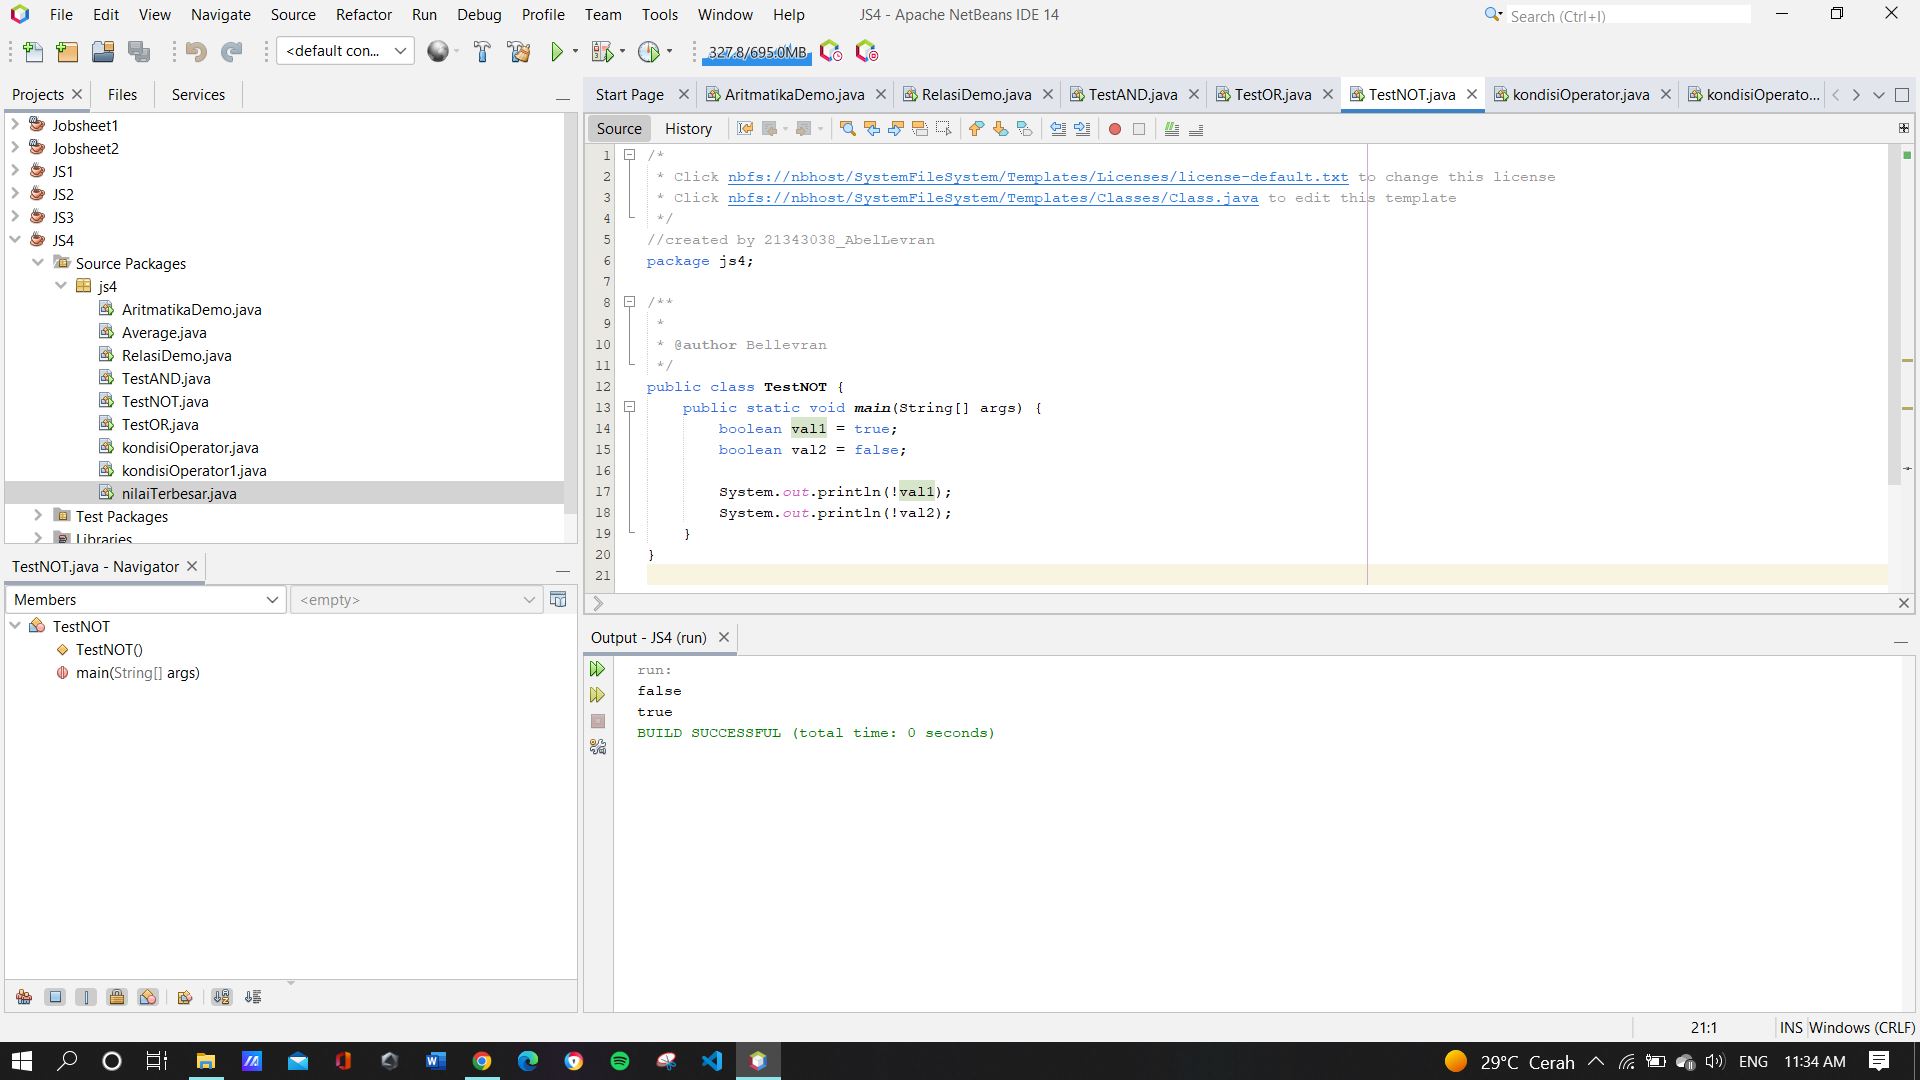 File Edit View Navigate Source Refactor Run Debug Profile Team Tools Window Help JS4 - Apache NetBeans IDE 14 Search (Ctrl+I)
<default con... 327.8/695.0MB
Projects Files Services
Jobsheet1
Jobsheet2
JS1
JS2
JS3
JS4
Source Packages
js4
AritmatikaDemo.java
Average.java
RelasiDemo.java
TestAND.java
TestNOT.java
TestOR.java
kondisiOperator.java
kondisiOperator1.java
nilaiTerbesar.java
Test Packages
Libraries
TestNOT.java - Navigator
Members <empty>
TestNOT
TestNOT()
main(String[] args)
Start Page AritmatikaDemo.java RelasiDemo.java TestAND.java TestOR.java TestNOT.java kondisiOperator.java kondisiOperato...
Source History
1 /*
2 * Click nbfs://nbhost/SystemFileSystem/Templates/Licenses/license-default.txt to change this license
3 * Click nbfs://nbhost/SystemFileSystem/Templates/Classes/Class.java to edit this template
4 */
5 //created by 21343038_AbelLevran
6 package js4;
7
8 /**
9 *
10 * @author Bellevran
11 */
12 public class TestNOT {
13 public static void main(String[] args) {
14 boolean val1 = true;
15 boolean val2 = false;
16
17 System.out.println(!val1);
18 System.out.println(!val2);
19 }
20 }
21
Output - JS4 (run)
run:
false
true
BUILD SUCCESSFUL (total time: 0 seconds)
21:1 INS Windows (CRLF)
29°C Cerah ENG 11:34 AM